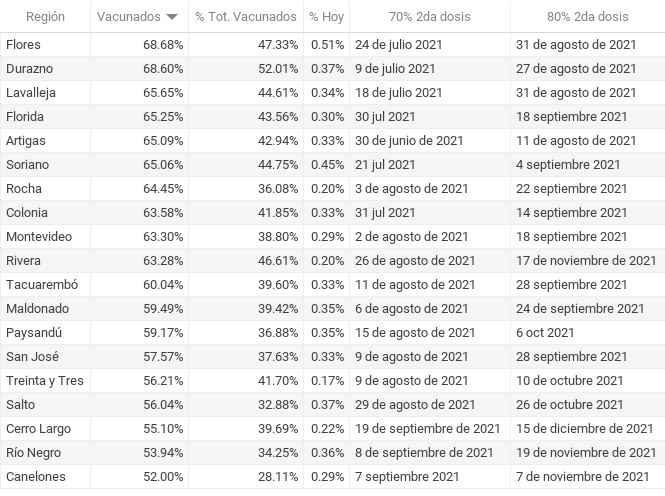 Región Vacunados % Tot. Vacunados % Hoy 70% 2da dosis 80% 2da dosis
Flores 68.68% 47.33% 0.51% 24 de julio 2021 31 de agosto de 2021
Durazno 68.60% 52.01% 0.37% 9 de julio 2021 27 de agosto de 2021
Lavalleja 65.65% 44.61% 0.34% 18 de julio 2021 31 de agosto de 2021
Florida 65.25% 43.56% 0.30% 30 jul 2021 18 septiembre 2021
Artigas 65.09% 42.94% 0.33% 30 de junio de 2021 11 de agosto de 2021
Soriano 65.06% 44.75% 0.45% 21 jul 2021 4 septiembre 2021
Rocha 64.45% 36.08% 0.20% 3 de agosto de 2021 22 septiembre 2021
Colonia 63.58% 41.85% 0.33% 31 jul 2021 14 septiembre 2021
Montevideo 63.30% 38.80% 0.29% 2 de agosto de 2021 18 septiembre 2021
Rivera 63.28% 46.61% 0.20% 26 de agosto de 2021 17 de noviembre de 2021
Tacuarembó 60.04% 39.60% 0.33% 11 de agosto de 2021 28 septiembre 2021
Maldonado 59.49% 39.42% 0.35% 6 de agosto de 2021 24 de septiembre 2021
Paysandú 59.17% 36.88% 0.35% 15 de agosto de 2021 6 oct 2021
San José 57.57% 37.63% 0.33% 9 de agosto de 2021 28 septiembre 2021
Treinta y Tres 56.21% 41.70% 0.17% 9 de agosto de 2021 10 de octubre 2021
Salto 56.04% 32.88% 0.37% 29 de agosto de 2021 26 de octubre 2021
Cerro Largo 55.10% 39.69% 0.22% 19 de septiembre de 2021 15 de diciembre de 2021
Río Negro 53.94% 34.25% 0.36% 8 de septiembre de 2021 19 de noviembre de 2021
Canelones 52.00% 28.11% 0.29% 7 septiembre 2021 7 de noviembre de 2021